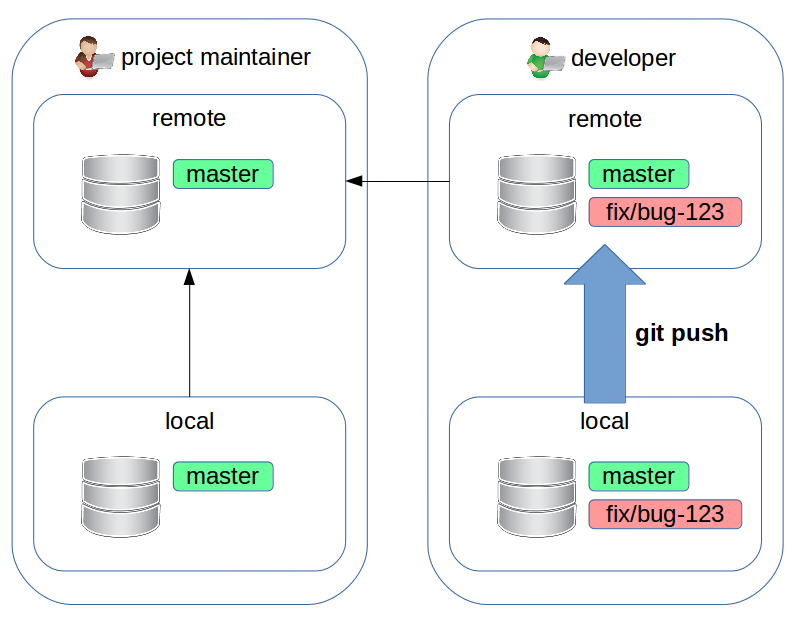 project maintainer
remote
master
local
master
developer
remote
master
fix/bug-123
git push
local
master
fix/bug-123